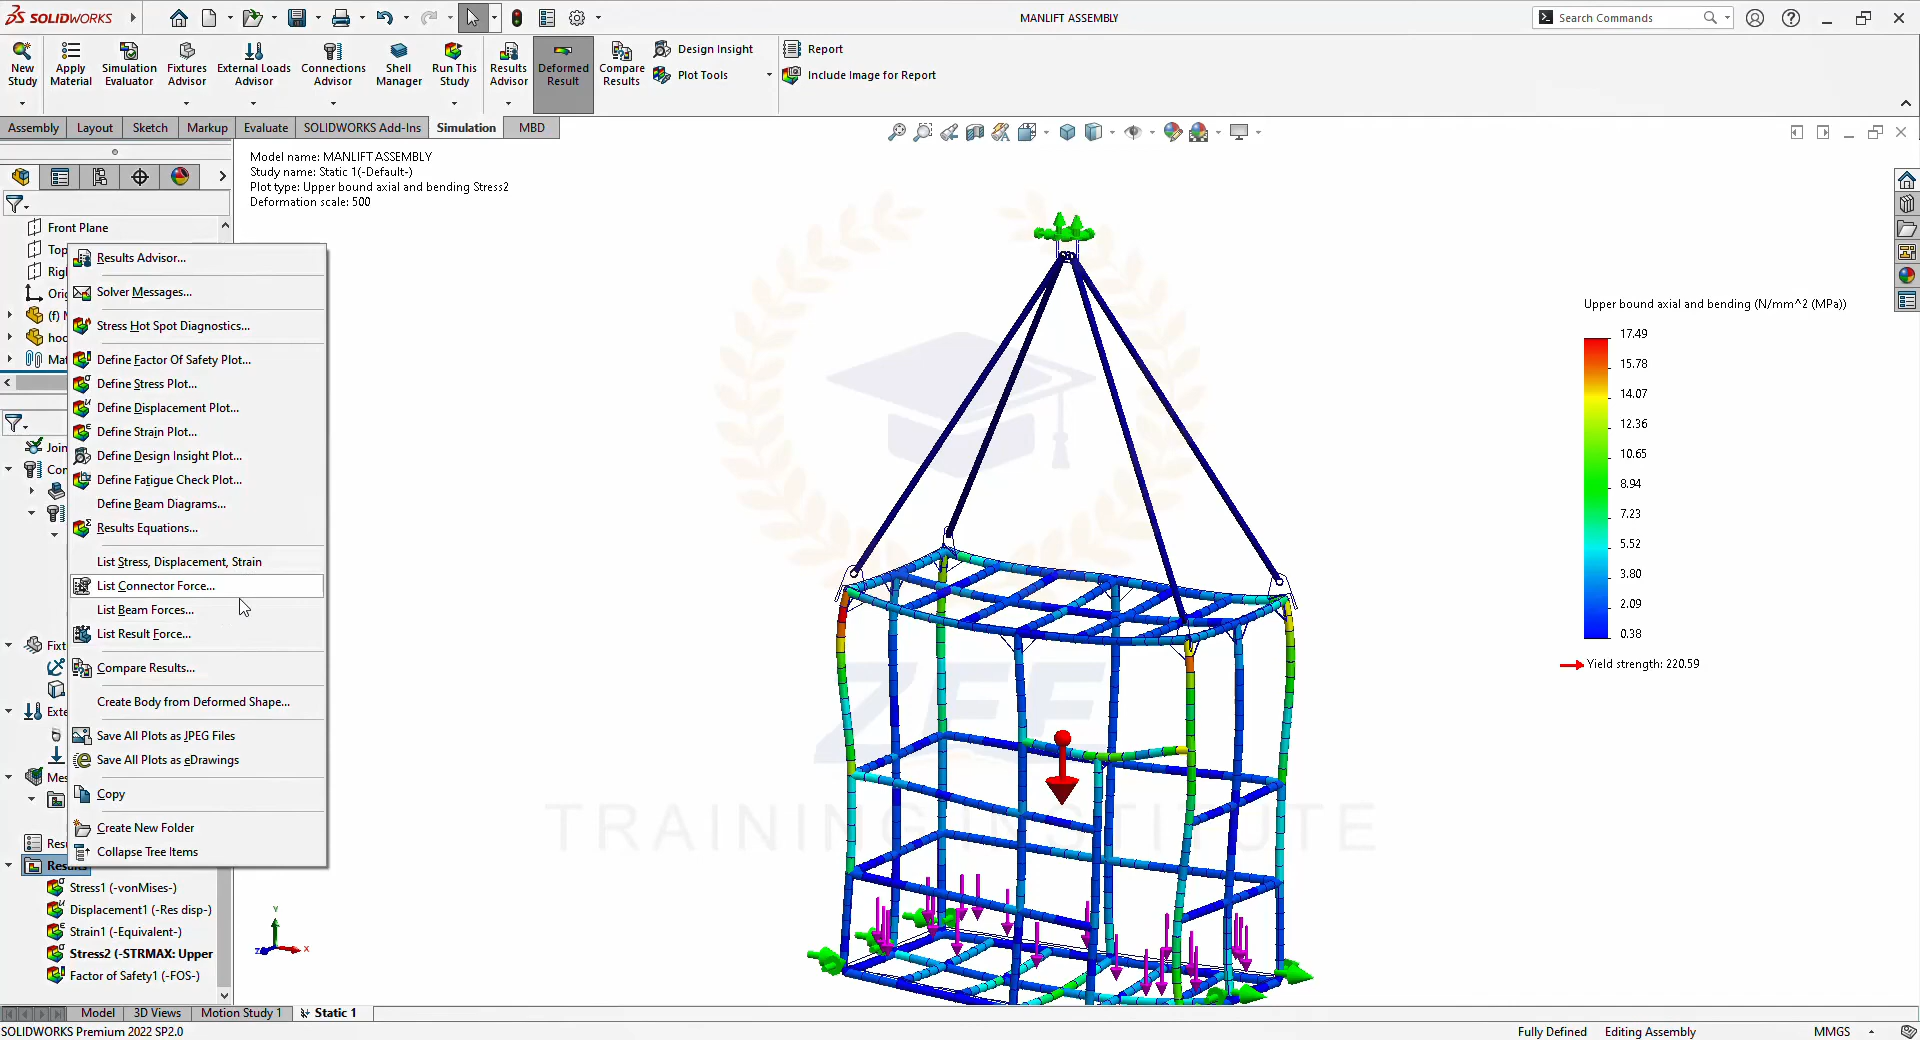 SOLIDWORKS
MANLIFT ASSEMBLY
Search Commands
New Study
Apply Material
Simulation Evaluator
Fixtures Advisor
External Loads Advisor
Connections Advisor
Shell Manager
Run This Study
Results Advisor
Deformed Result
Compare Results
Design Insight
Plot Tools
Report
Include Image for Report
Assembly
Layout
Sketch
Markup
Evaluate
SOLIDWORKS Add-Ins
Simulation
MBD
Model name: MANLIFT ASSEMBLY
Study name: Static 1(-Default-)
Plot type: Upper bound axial and bending Stress2
Deformation scale: 500
Front Plane
Top
Rig
Orig
(f) M
hoo
Mat
Results Advisor...
Solver Messages...
Stress Hot Spot Diagnostics...
Define Factor Of Safety Plot...
Define Stress Plot...
Define Displacement Plot...
Define Strain Plot...
Define Design Insight Plot...
Define Fatigue Check Plot...
Define Beam Diagrams...
Results Equations...
List Stress, Displacement, Strain
List Connector Force...
List Beam Forces...
List Result Force...
Compare Results...
Create Body from Deformed Shape...
Save All Plots as JPEG Files
Save All Plots as eDrawings
Copy
Create New Folder
Collapse Tree Items
Join
Con
Fixt
Exte
Mes
Res
Results
Stress1 (-vonMises-)
Displacement1 (-Res disp-)
Strain1 (-Equivalent-)
Stress2 (-STRMAX: Upper
Factor of Safety1 (-FOS-)
Upper bound axial and bending (N/mm^2 (MPa))
17.49
15.78
14.07
12.36
10.65
8.94
7.23
5.52
3.80
2.09
0.38
Yield strength: 220.59
ZEE
TRAINING INSTITUTE
Y
X
Z
Model
3D Views
Motion Study 1
Static 1
SOLIDWORKS Premium 2022 SP2.0
Fully Defined
Editing Assembly
MMGS